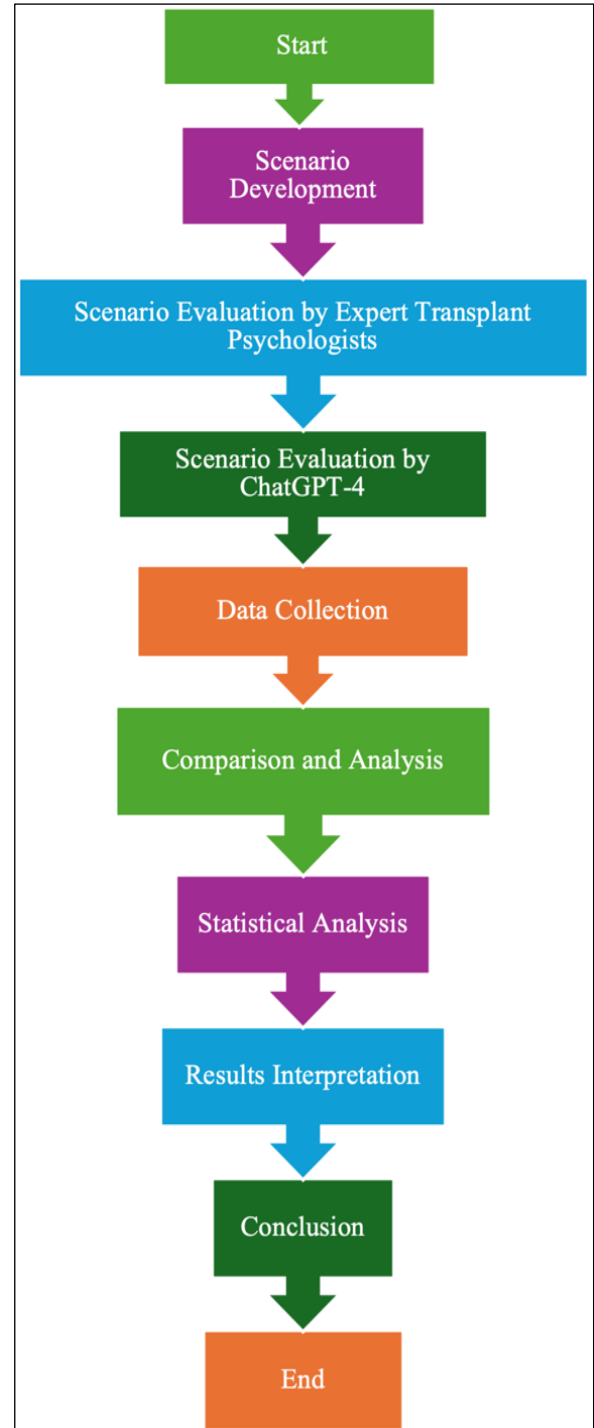 Start
Scenario
Development
Scenario Evaluation by Expert Transplant
Psychologists
Scenario Evaluation by
ChatGPT-4
Data Collection
Comparison and Analysis
Statistical Analysis
Results Interpretation
Conclusion
End